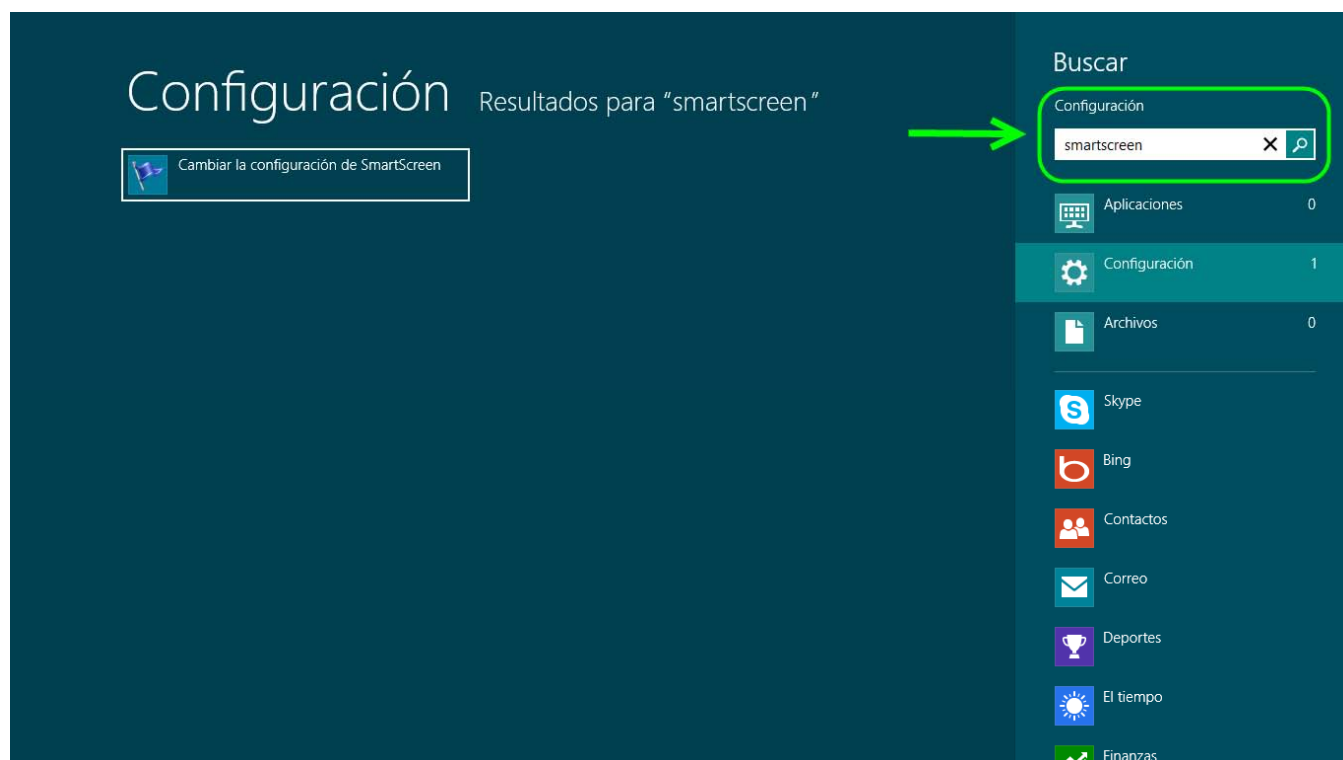 Configuración Resultados para "smartscreen"
Cambiar la configuración de SmartScreen
Buscar
Configuración
smartscreen
Aplicaciones 0
Configuración 1
Archivos 0
Skype
Bing
Contactos
Correo
Deportes
El tiempo
Finanzas